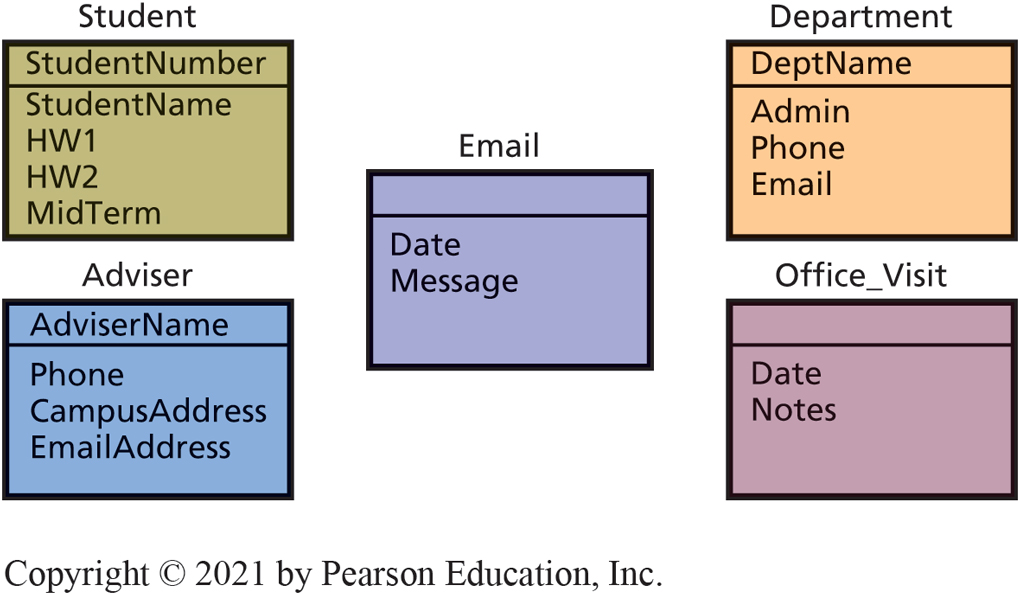 Student
StudentNumber
StudentName
HW1
HW2
MidTerm
Adviser
AdviserName
Phone
CampusAddress
EmailAddress
Email
Date
Message
Department
DeptName
Admin
Phone
Email
Office_Visit
Date
Notes
Copyright © 2021 by Pearson Education, Inc.